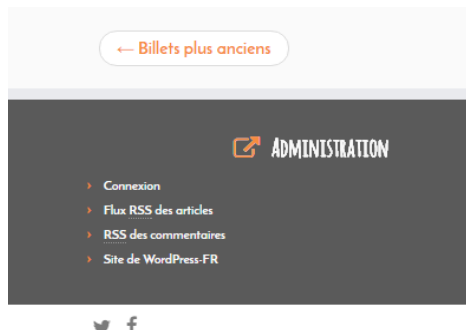 ← Billets plus anciens
Administration
Connexion
Flux RSS des articles
RSS des commentaires
Site de WordPress-FR